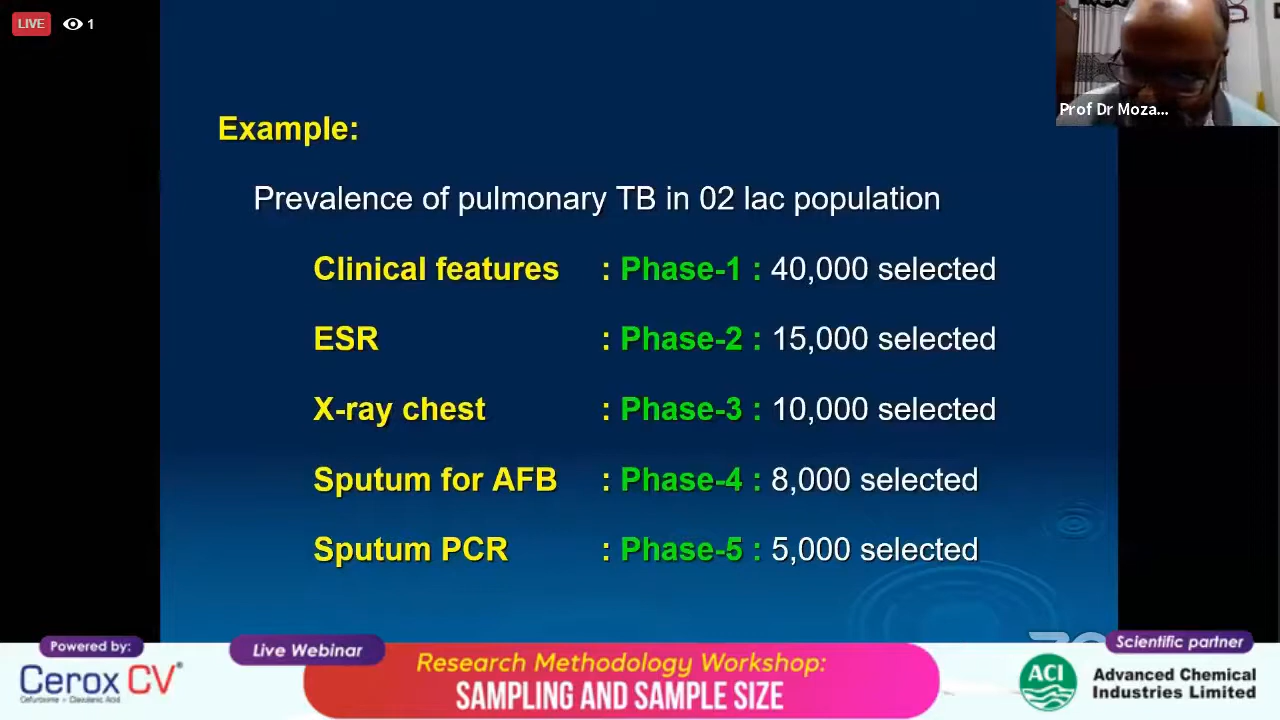 LIVE 1
Prof Dr Moza...
Example:
Prevalence of pulmonary TB in 02 lac population
Clinical features : Phase-1 : 40,000 selected
ESR : Phase-2 : 15,000 selected
X-ray chest : Phase-3 : 10,000 selected
Sputum for AFB : Phase-4 : 8,000 selected
Sputum PCR : Phase-5 : 5,000 selected
Powered by:
Cerox CV®
Live Webinar
Research Methodology Workshop:
SAMPLING AND SAMPLE SIZE
Scientific partner
ACI
Advanced Chemical
Industries Limited